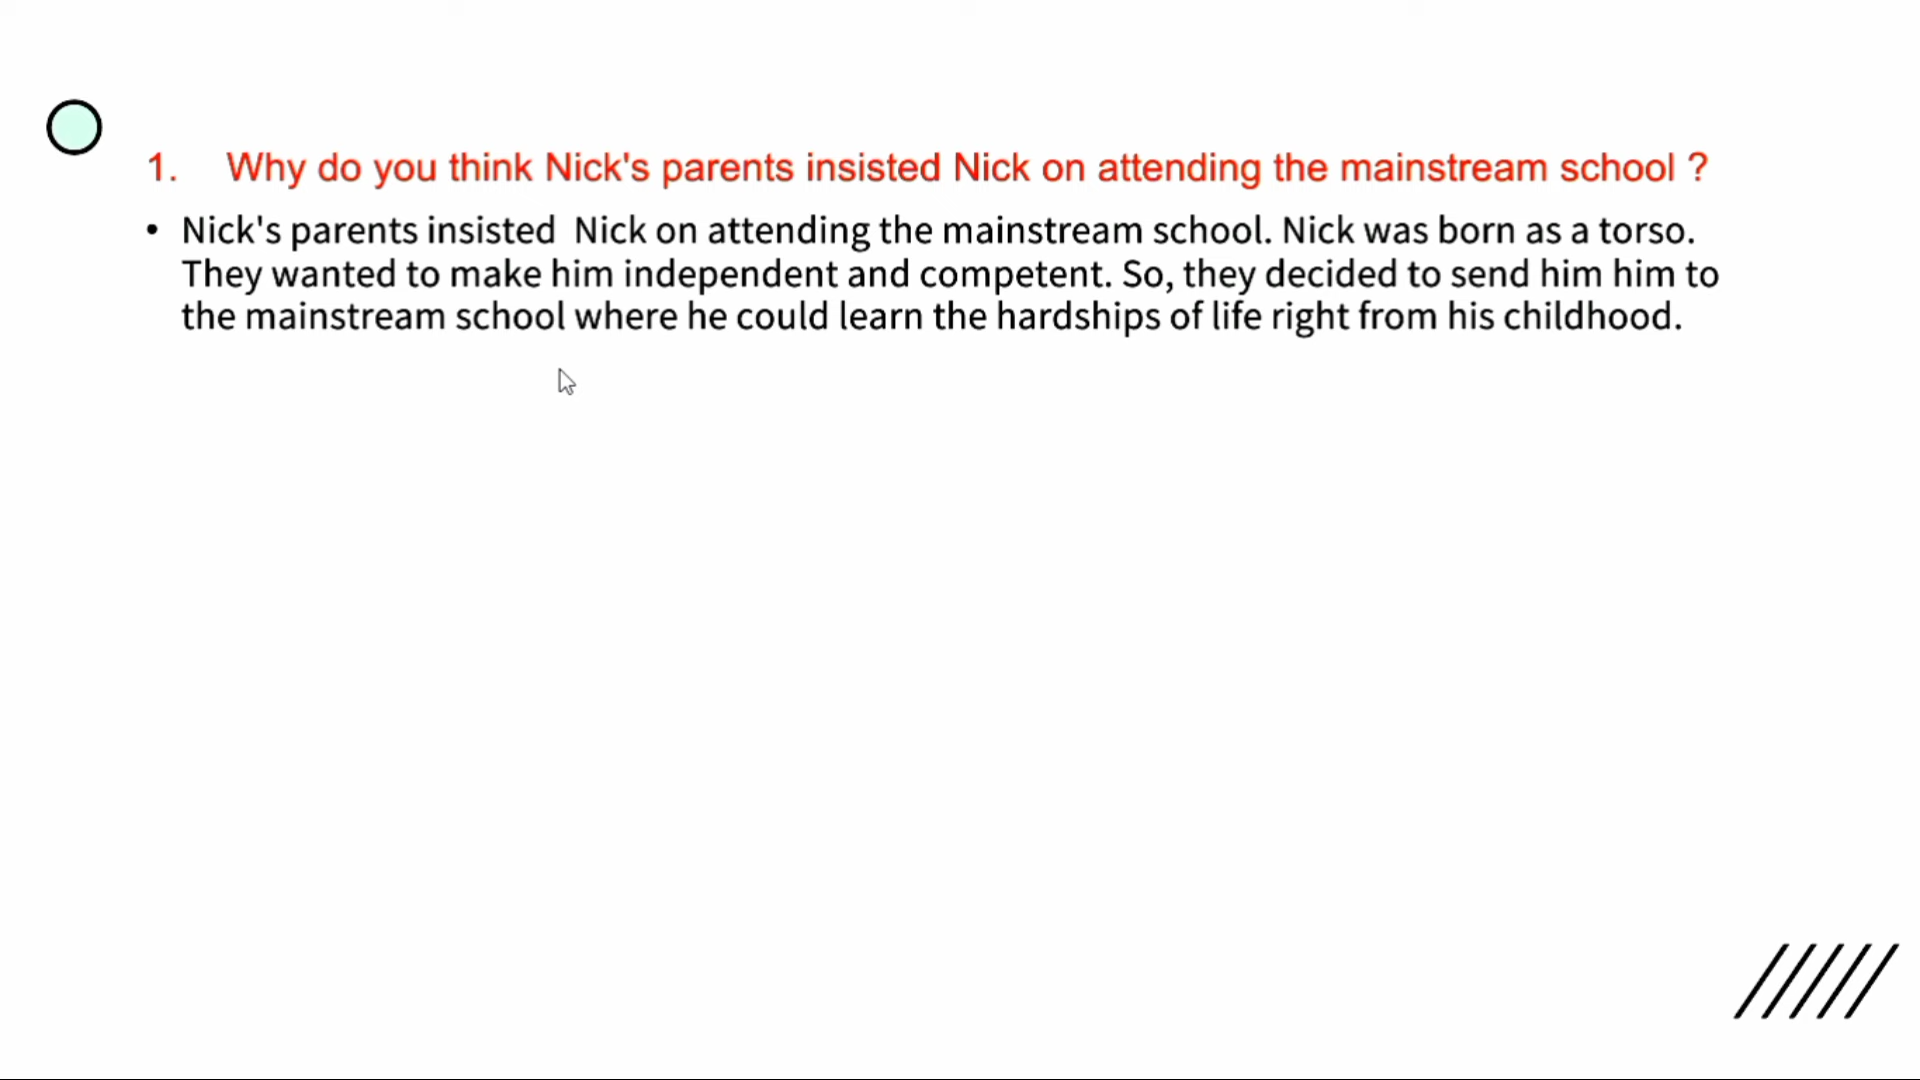 1. Why do you think Nick's parents insisted Nick on attending the mainstream school ?
• Nick's parents insisted  Nick on attending the mainstream school. Nick was born as a torso.
They wanted to make him independent and competent. So, they decided to send him him to
the mainstream school where he could learn the hardships of life right from his childhood.